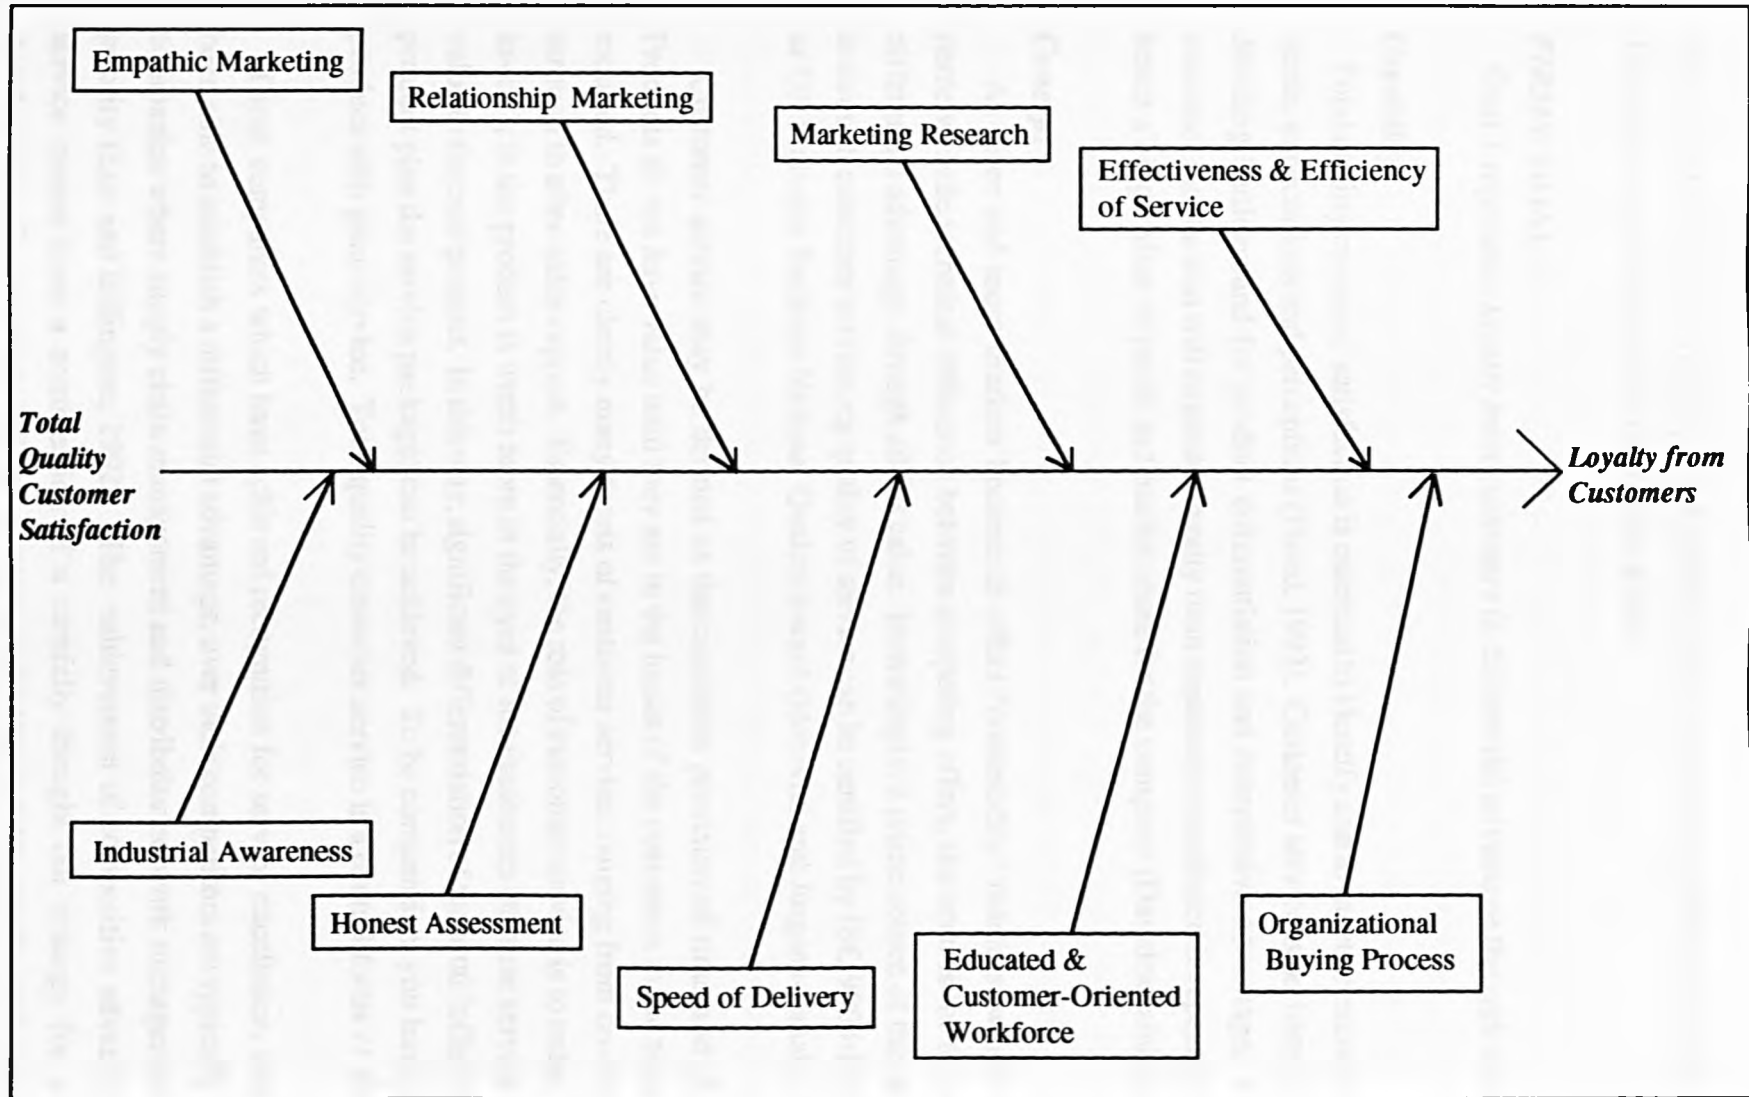 Empathic Marketing
Relationship Marketing
Marketing Research
Effectiveness & Efficiency
of Service
Total
Quality
Customer
Satisfaction
Loyalty from
Customers
Industrial Awareness
Honest Assessment
Speed of Delivery
Educated &
Customer-Oriented
Workforce
Organizational
Buying Process